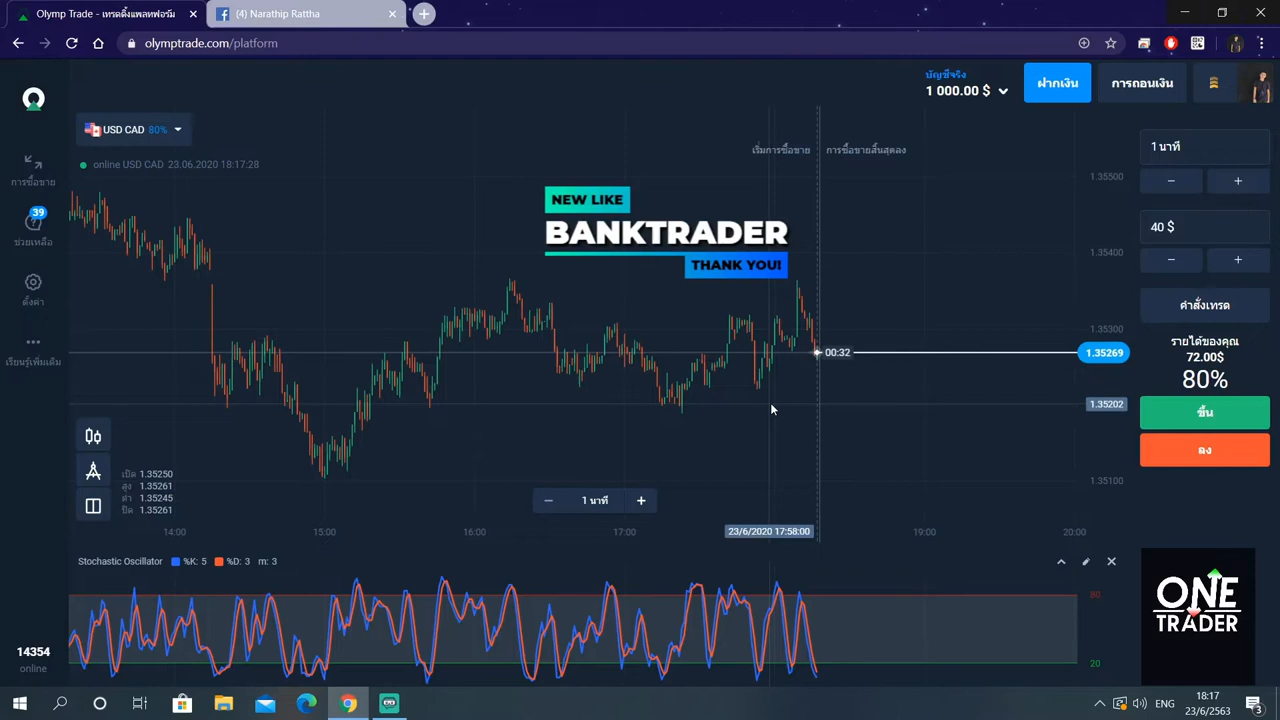 Olymp Trade - เทรดดิ้งแพลทฟอร์ม
(4) Narathip Rattha
olymptrade.com/platform
บัญชีจริง
1 000.00 $
ฝากเงิน
การถอนเงิน
USD CAD 80%
online USD CAD 23.06.2020 18:17:28
เริ่มการซื้อขาย
การซื้อขายสิ้นสุดลง
การซื้อขาย
39
ช่วยเหลือ
ตั้งค่า
เรียนรู้เพิ่มเติม
NEW LIKE
BANKTRADER
THANK YOU!
1.35500
1.35400
1.35300
00:32
1.35269
1.35202
1.35100
1 นาที
40 $
คำสั่งเทรด
รายได้ของคุณ
72.00$
80%
ขึ้น
ลง
เปิด 1.35250
สูง 1.35261
ต่ำ 1.35245
ปิด 1.35261
1 นาที
14:00
15:00
16:00
17:00
23/6/2020 17:58:00
19:00
20:00
Stochastic Oscillator %K: 5 %D: 3 m: 3
80
20
ONE
TRADER
14354
online
ENG
18:17
23/6/2563
3